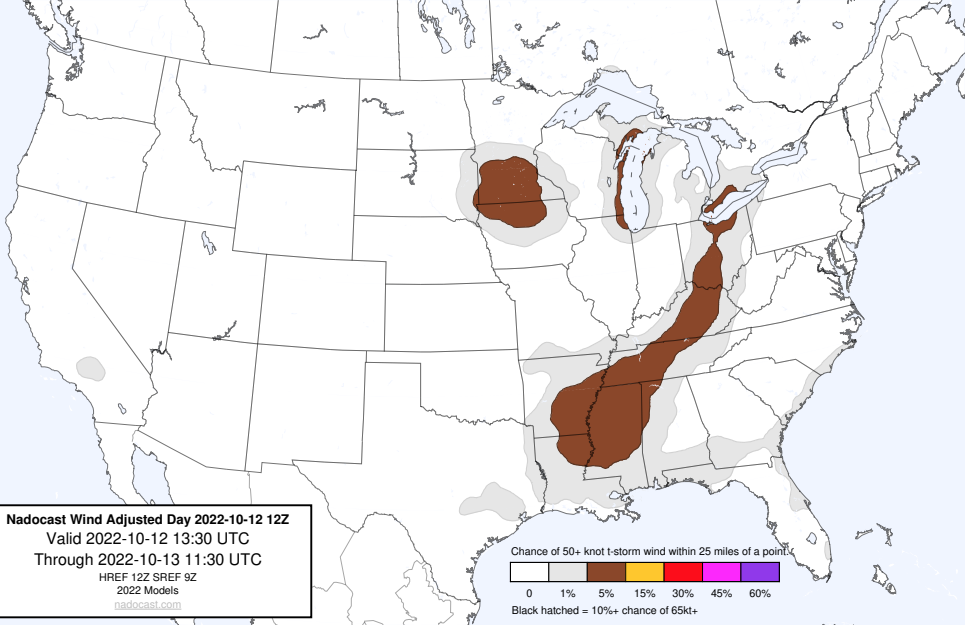 Nadocast Wind Adjusted Day 2022-10-12 12Z
Valid 2022-10-12 13:30 UTC
Through 2022-10-13 11:30 UTC
HREF 12Z SREF 9Z
2022 Models
nadocast.com
Chance of 50+ knot t-storm wind within 25 miles of a point.
0 1% 5% 15% 30% 45% 60%
Black hatched = 10%+ chance of 65kt+